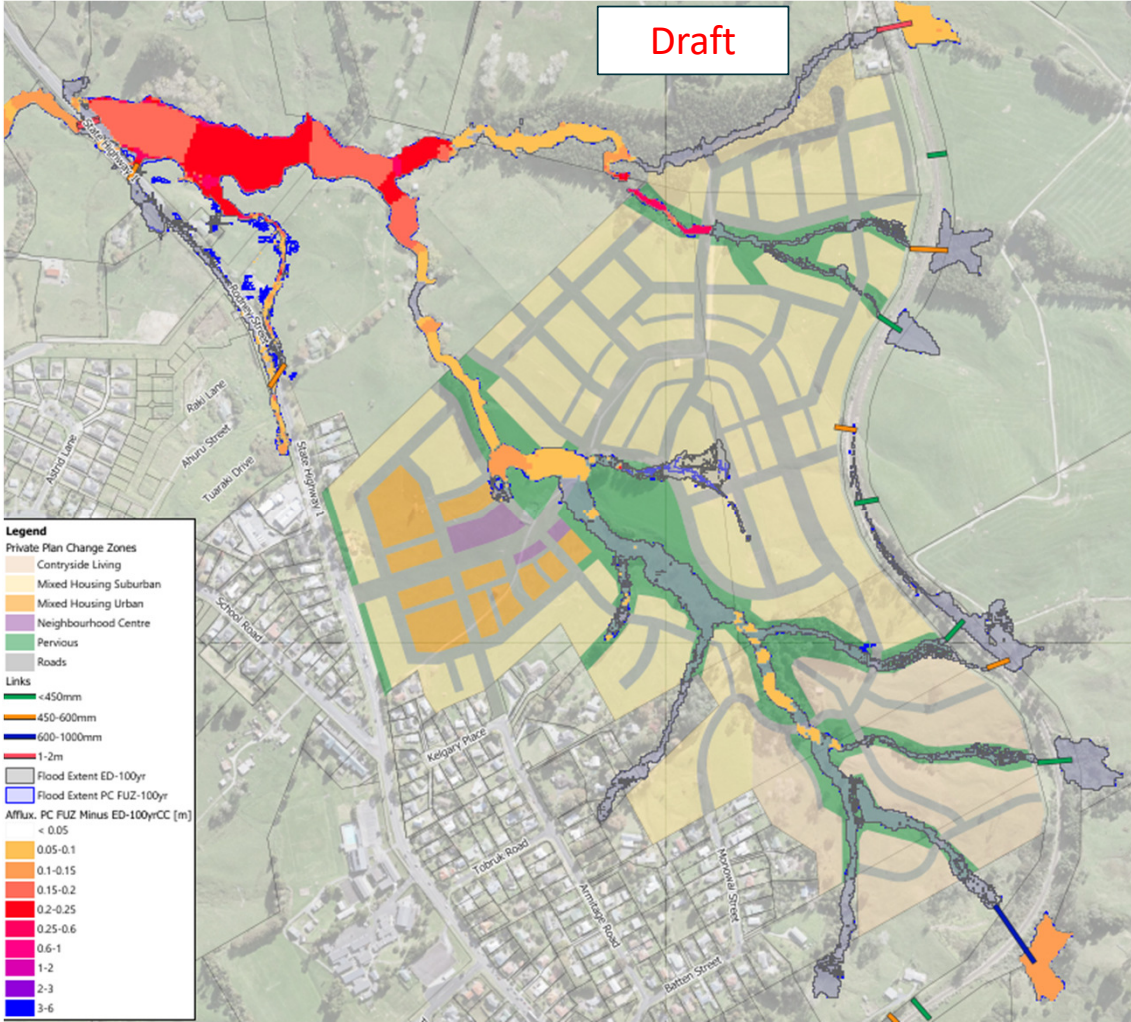 Draft
State Highway 1
Rodney Street
Raki Lane
Ahuru Street
Astrid Lane
Tuaraki Drive
State Highway 1
School Road
Kelgary Place
Tobruk Road
Armitage Road
Monowai Street
Batten Street
Legend
Private Plan Change Zones
Contryside Living
Mixed Housing Suburban
Mixed Housing Urban
Neighbourhood Centre
Pervious
Roads
Links
<450mm
450-600mm
600-1000mm
1-2m
Flood Extent ED-100yr
Flood Extent PC FUZ-100yr
Afflux. PC FUZ Minus ED-100yrCC [m]
< 0.05
0.05-0.1
0.1-0.15
0.15-0.2
0.2-0.25
0.25-0.6
0.6-1
1-2
2-3
3-6